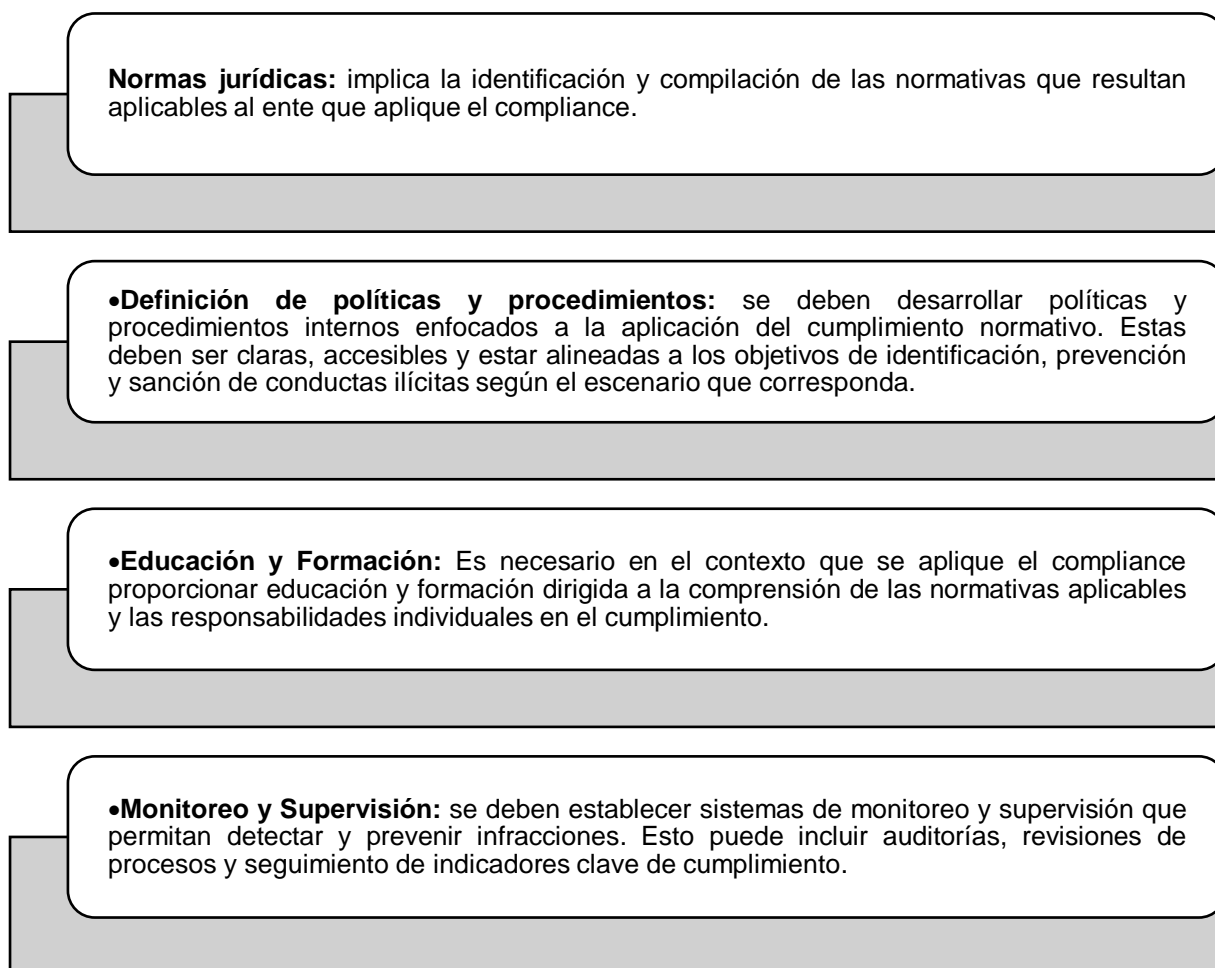 Normas jurídicas: implica la identificación y compilación de las normativas que resultan
aplicables al ente que aplique el compliance.
•Definición de políticas y procedimientos: se deben desarrollar políticas y
procedimientos internos enfocados a la aplicación del cumplimiento normativo. Estas
deben ser claras, accesibles y estar alineadas a los objetivos de identificación, prevención
y sanción de conductas ilícitas según el escenario que corresponda.
•Educación y Formación: Es necesario en el contexto que se aplique el compliance
proporcionar educación y formación dirigida a la comprensión de las normativas aplicables
y las responsabilidades individuales en el cumplimiento.
•Monitoreo y Supervisión: se deben establecer sistemas de monitoreo y supervisión que
permitan detectar y prevenir infracciones. Esto puede incluir auditorías, revisiones de
procesos y seguimiento de indicadores clave de cumplimiento.